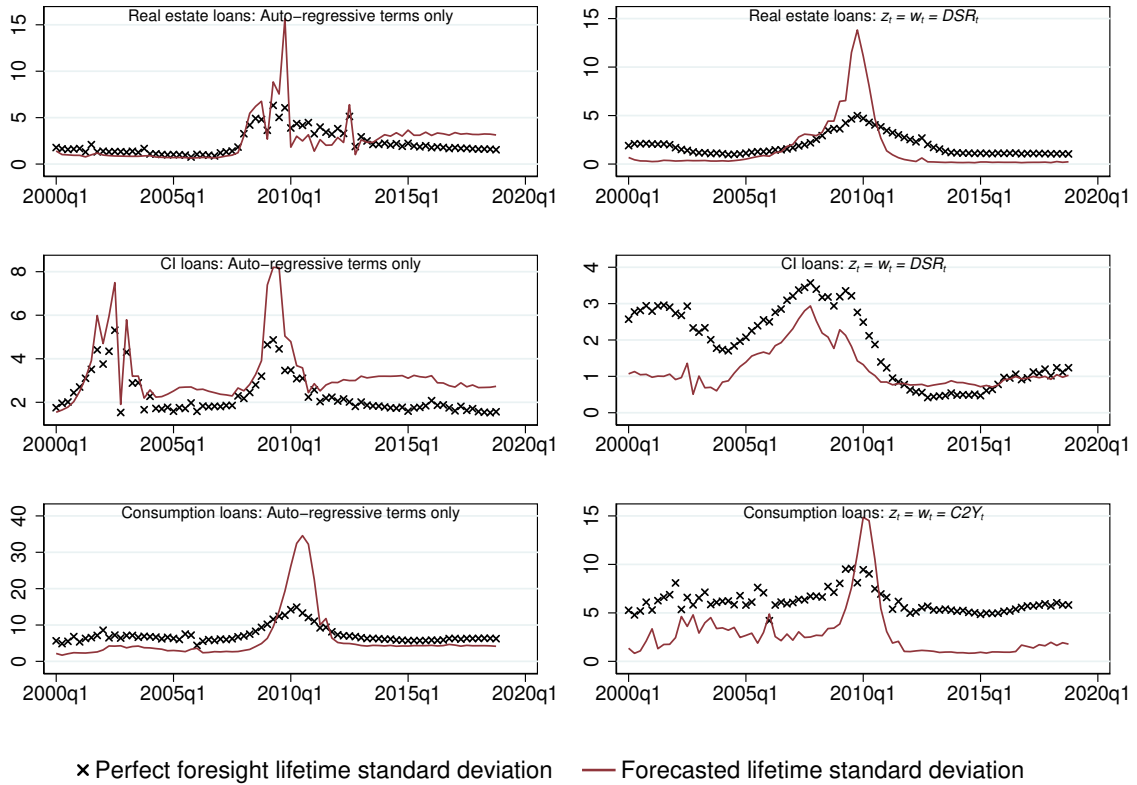 Real estate loans: Auto−regressive terms only
15
10
5
0
2000q1 2005q1 2010q1 2015q1 2020q1
Real estate loans: zt = wt = DSRt
15
10
5
0
2000q1 2005q1 2010q1 2015q1 2020q1
CI loans: Auto−regressive terms only
8
6
4
2
2000q1 2005q1 2010q1 2015q1 2020q1
CI loans: zt = wt = DSRt
4
3
2
1
0
2000q1 2005q1 2010q1 2015q1 2020q1
Consumption loans: Auto−regressive terms only
40
30
20
10
0
2000q1 2005q1 2010q1 2015q1 2020q1
Consumption loans: zt = wt = C2Yt
15
10
5
0
2000q1 2005q1 2010q1 2015q1 2020q1
Perfect foresight lifetime standard deviation Forecasted lifetime standard deviation